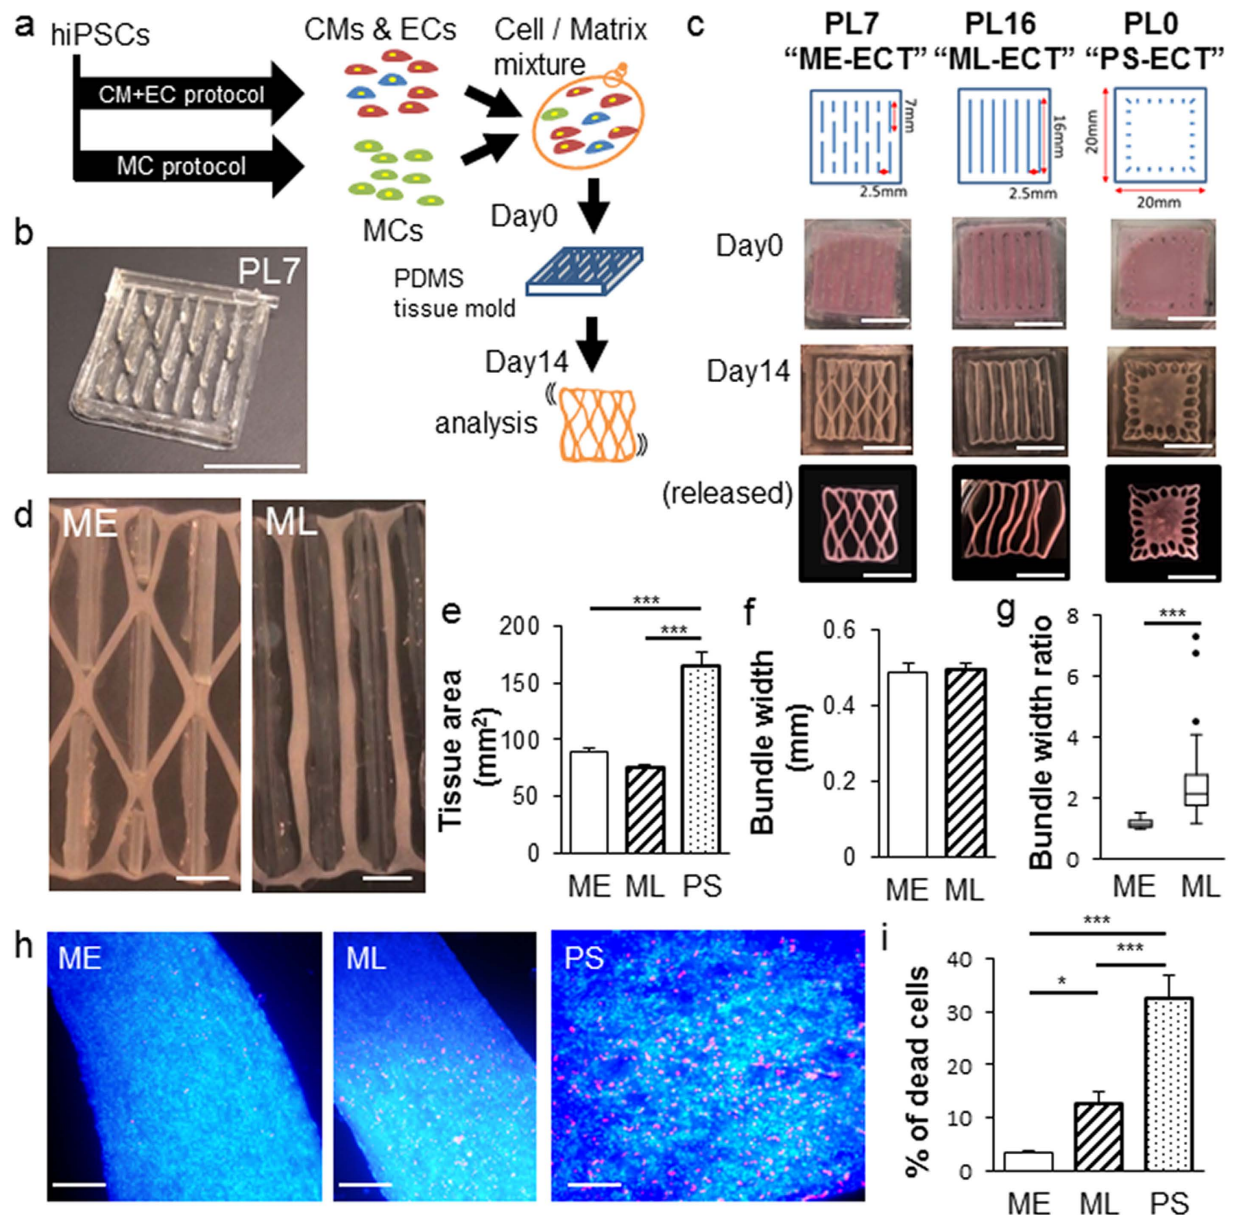 a
hiPSCs
CM+EC protocol
MC protocol
CMs & ECs
MCs
Cell / Matrix
mixture
Day0
PDMS
tissue mold
Day14
analysis
b
PL7
c
PL7
“ME-ECT”
PL16
“ML-ECT”
PL0
“PS-ECT”
7mm
2.5mm
16mm
2.5mm
20mm
20mm
Day0
Day14
(released)
d
ME
ML
e
Tissue area
(mm²)
200
150
100
50
0
***
***
ME ML PS
f
Bundle width
(mm)
0.6
0.4
0.2
0
ME ML
g
Bundle width ratio
8
6
4
2
0
***
ME ML
h
ME
ML
PS
i
% of dead cells
40
30
20
10
0
***
***
*
ME ML PS